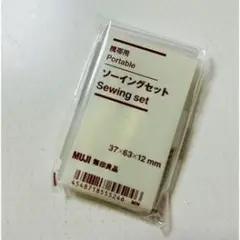 携帯用
Portable
ソーイングセット
Sewing set
37×63×12 mm
MUJI 無印良品
4548718553246